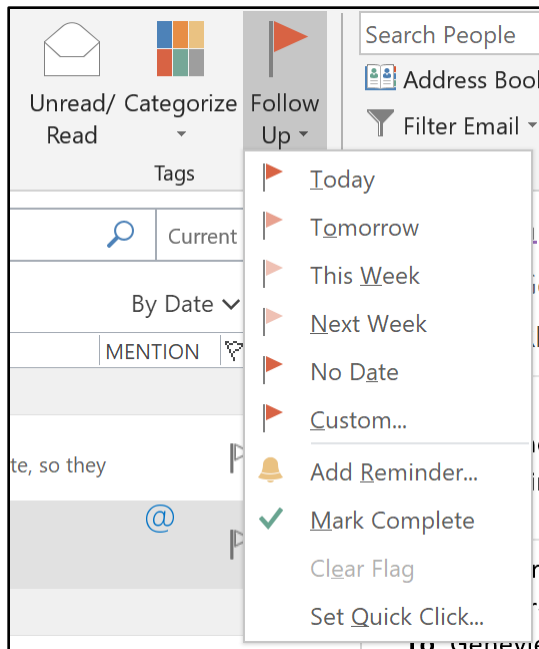 Search People
Unread/ Categorize Follow
Address Book
Read Up
Filter Email
Tags
Today
Tomorrow
Current
This Week
By Date
Next Week
MENTION
No Date
Custom...
te, so they
Add Reminder...
@
Mark Complete
Clear Flag
Set Quick Click...
To